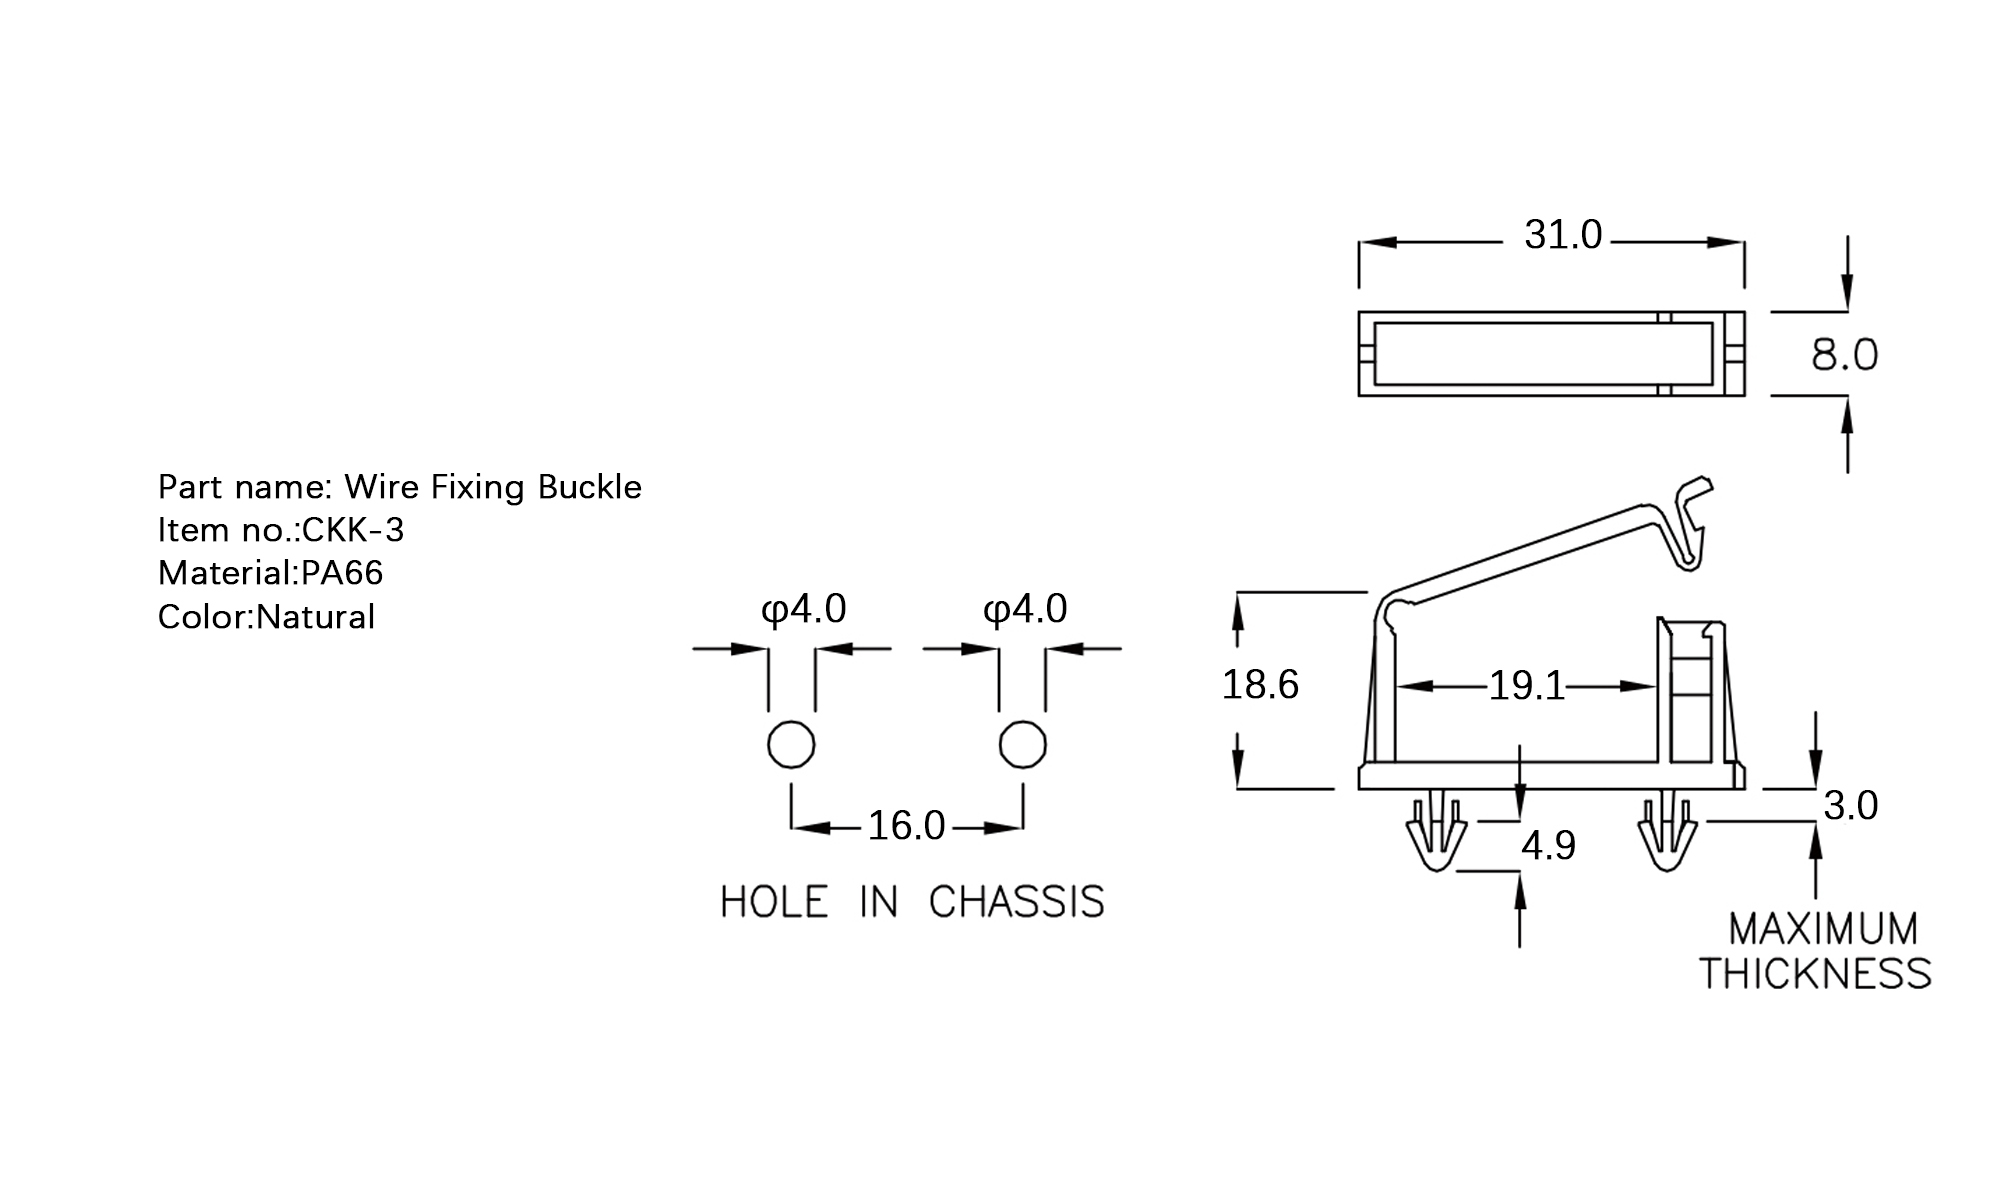 Part name: Wire Fixing Buckle
Item no.:CKK-3
Material:PA66
Color:Natural
φ4.0 φ4.0
16.0
HOLE IN CHASSIS
31.0
8.0
18.6
19.1
4.9
3.0
MAXIMUM
THICKNESS